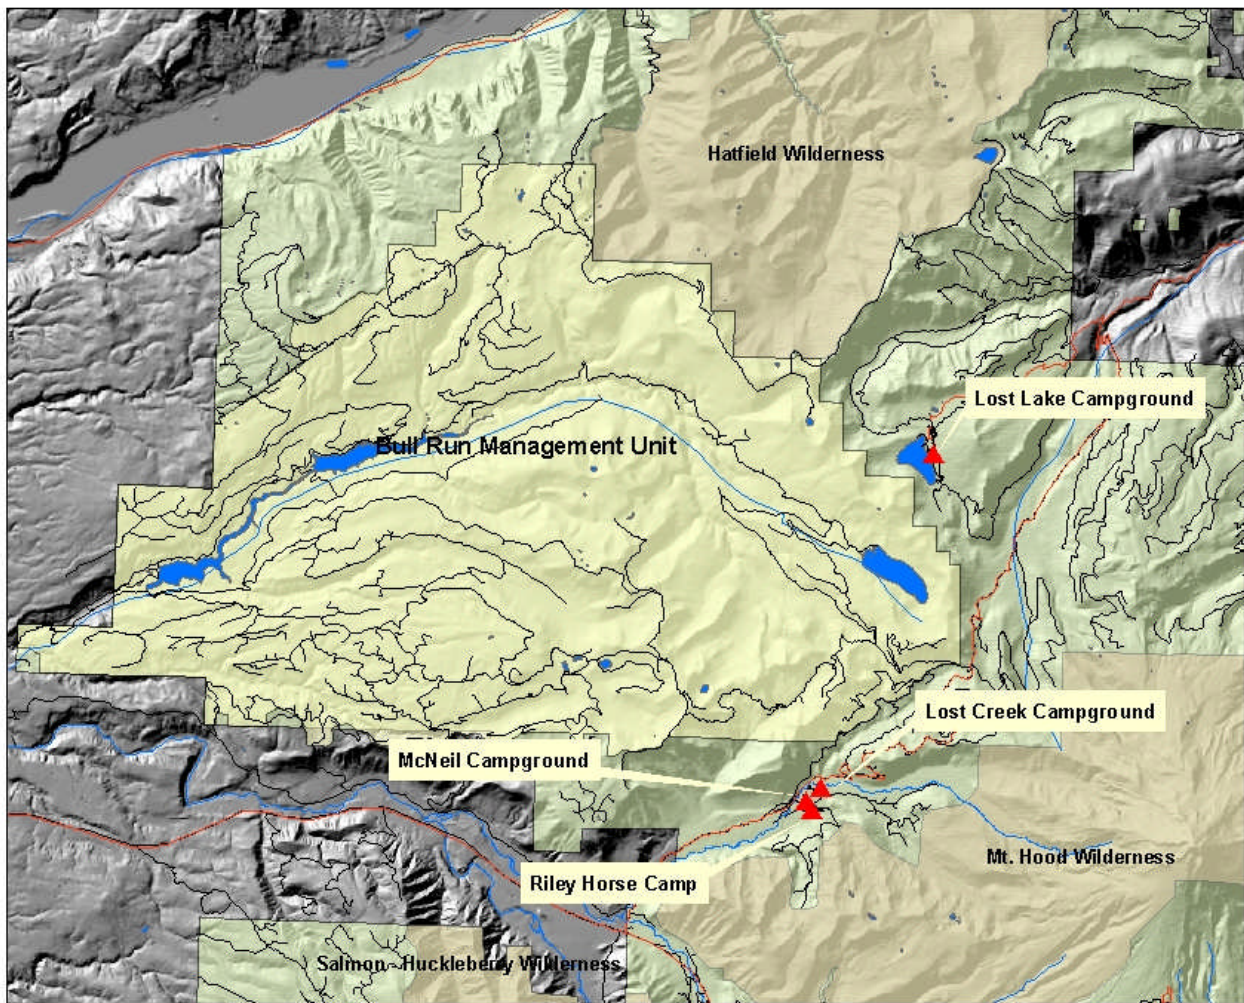 Hatfield Wilderness
Lost Lake Campground
Bull Run Management Unit
Lost Creek Campground
McNeil Campground
Mt. Hood Wilderness
Riley Horse Camp
Salmon-Huckleberry Wilderness